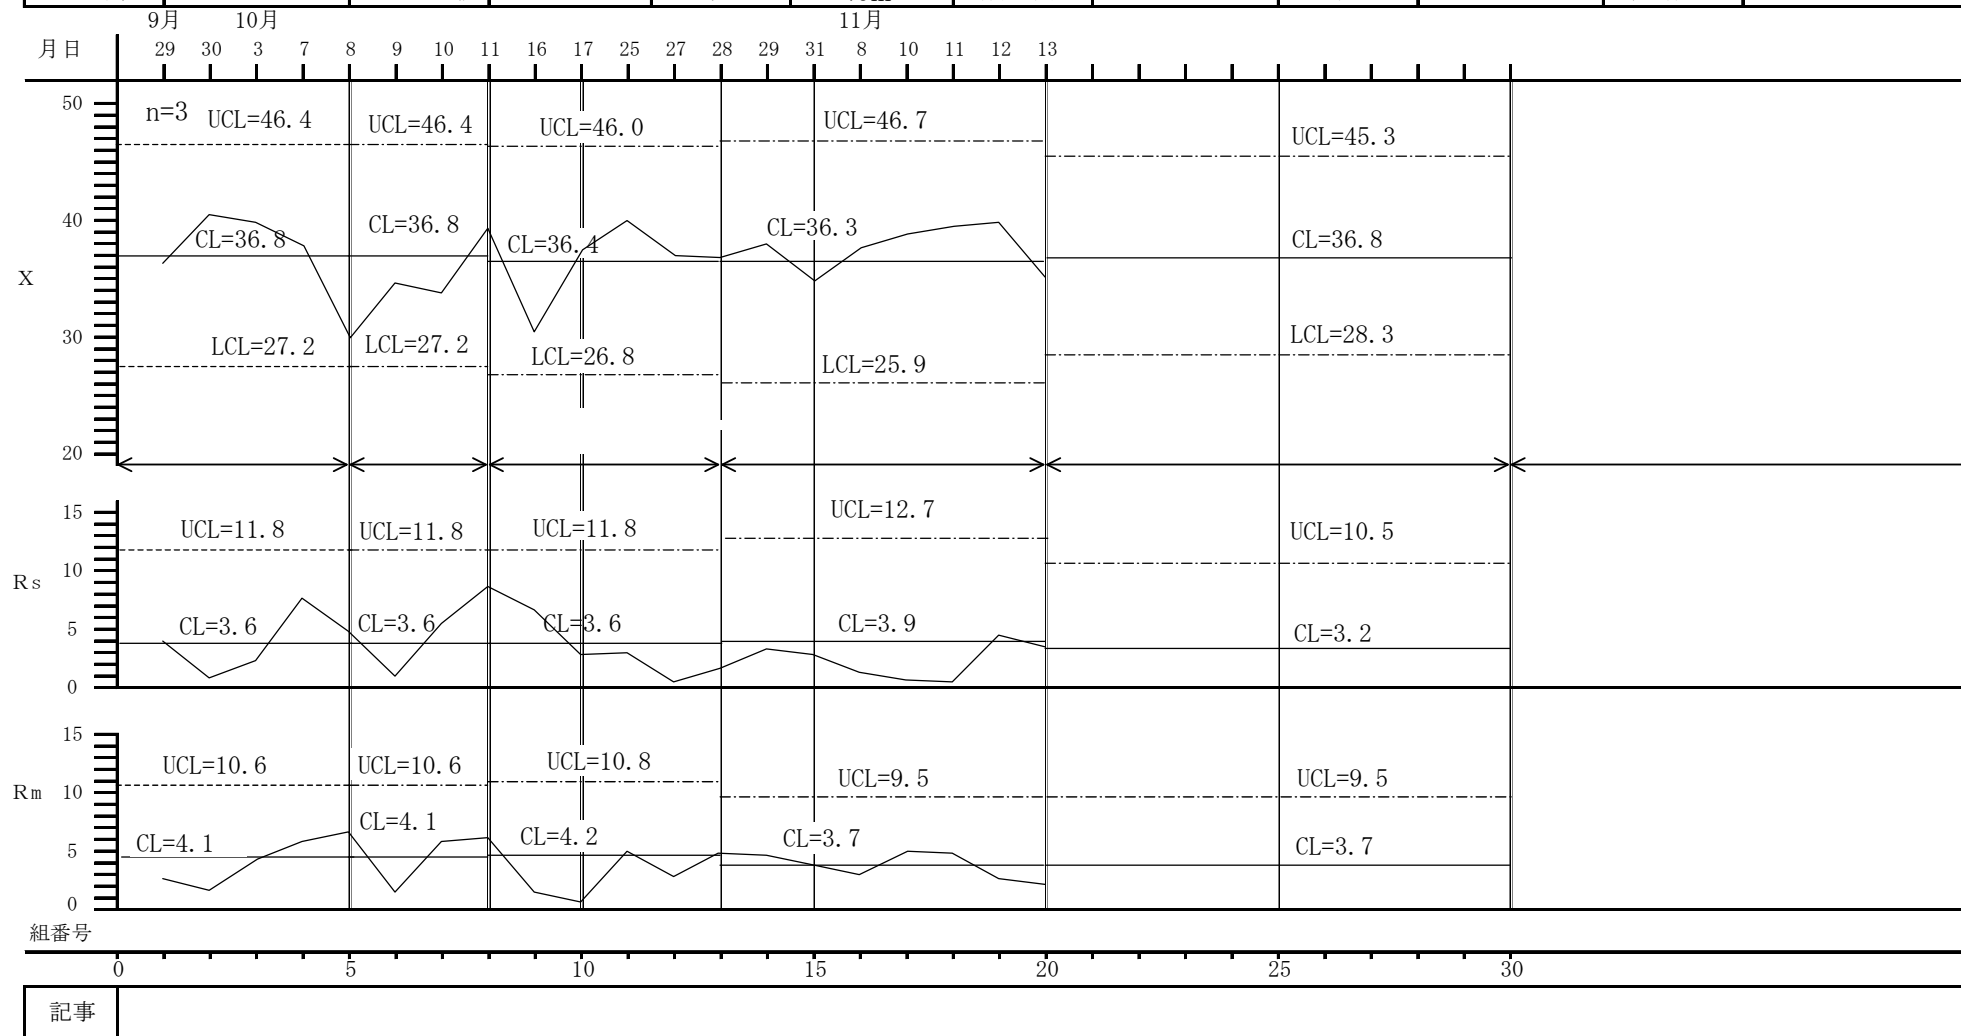 9月 10月 11月
月日 29 30 3 7 8 9 10 11 16 17 25 27 28 29 31 8 10 11 12 13
50
n=3 UCL=46.4 UCL=46.4 UCL=46.0 UCL=46.7 UCL=45.3
40
CL=36.8 CL=36.8 CL=36.4 CL=36.3 CL=36.8
X
30
LCL=27.2 LCL=27.2 LCL=26.8 LCL=25.9 LCL=28.3
20
15
UCL=11.8 UCL=11.8 UCL=11.8 UCL=12.7 UCL=10.5
Rs 10
5
CL=3.6 CL=3.6 CL=3.6 CL=3.9 CL=3.2
0
15
UCL=10.6 UCL=10.6 UCL=10.8 UCL=9.5 UCL=9.5
Rm 10
CL=4.1 CL=4.1 CL=4.2 CL=3.7 CL=3.7
5
0
組番号
0 5 10 15 20 25 30
記事